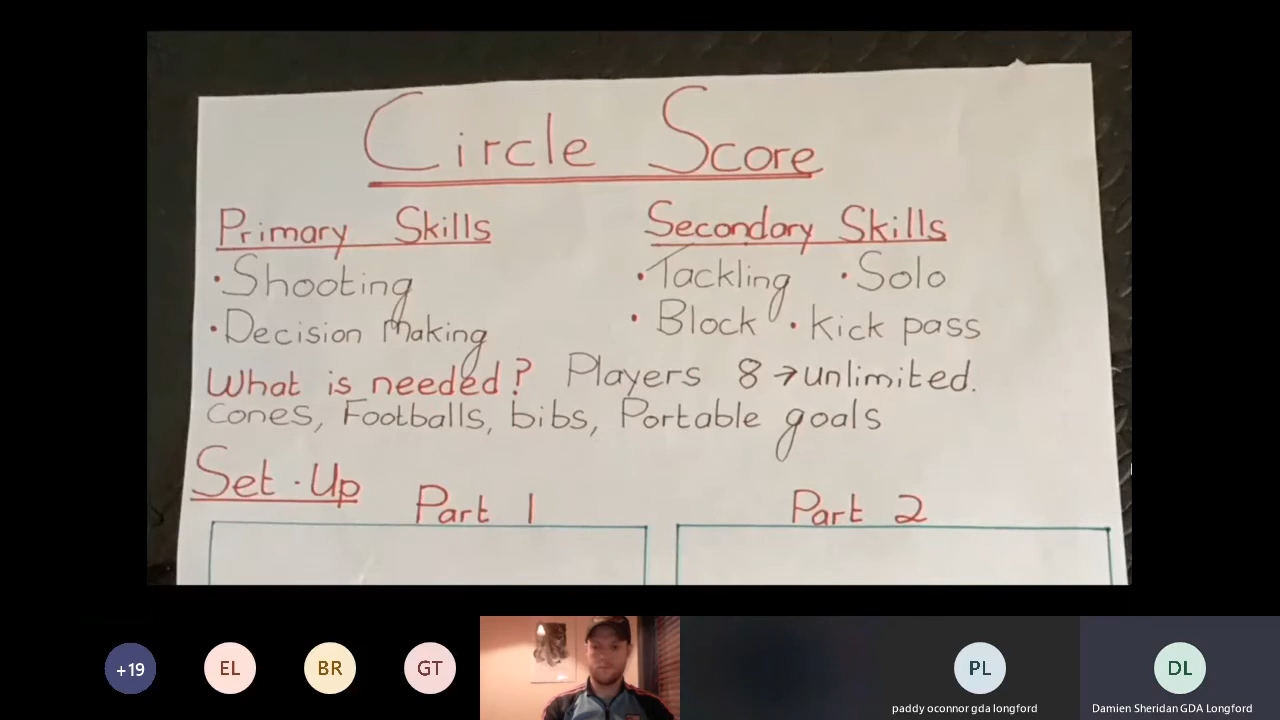 Circle Score
Primary Skills
Secondary Skills
• Shooting
• Tackling • Solo
• Decision Making
• Block • Kick pass
What is needed? Players 8 → unlimited.
Cones, Footballs, bibs, Portable goals
Set-Up
Part 1
Part 2
+19
EL
BR
GT
PL
DL
paddy oconnor gda longford
Damien Sheridan GDA Longford